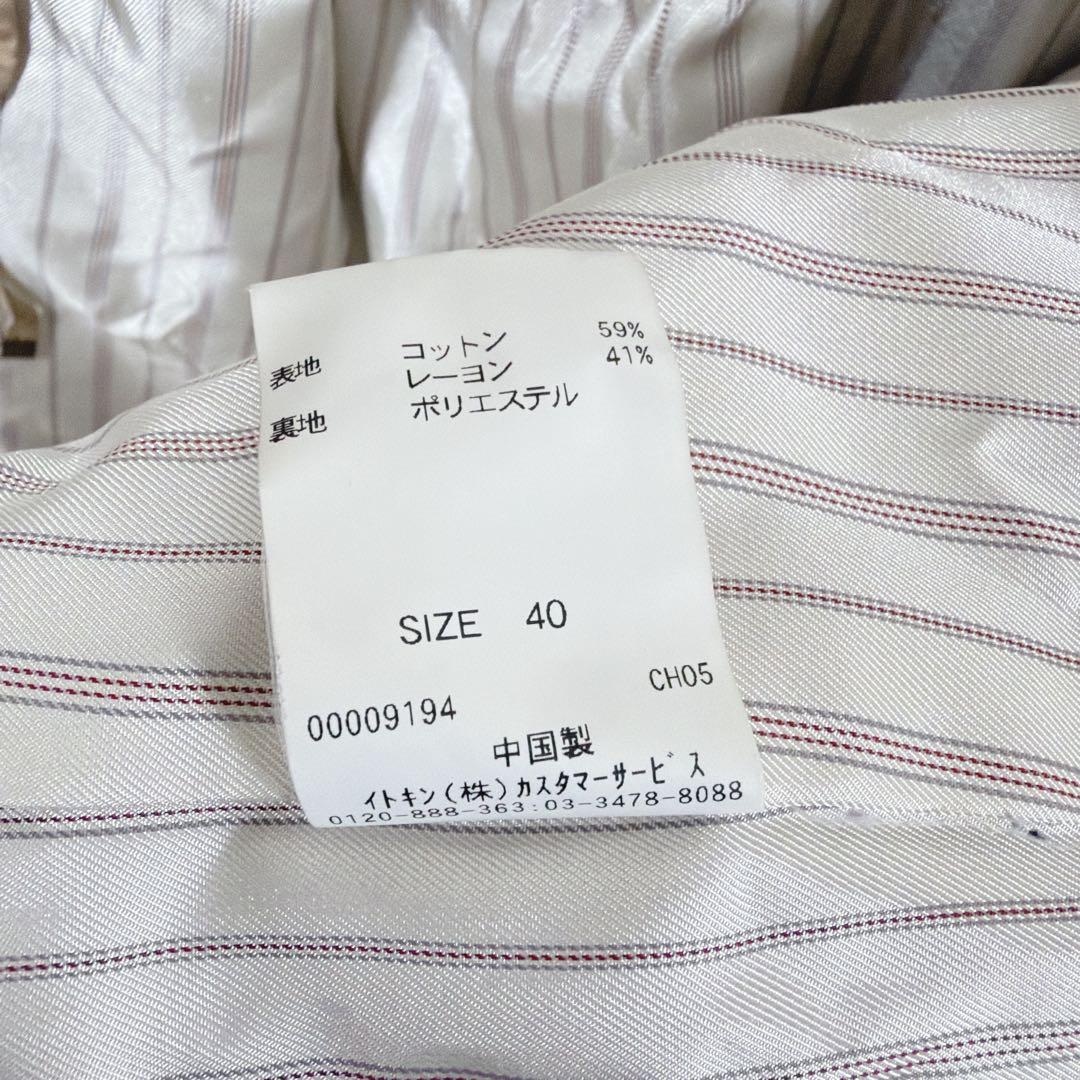 表地 コットン 59%
レーヨン 41%
裏地 ポリエステル
SIZE 40
CH05
00009194
中国製
イトキン(株)カスタマーサービス
0120-888-363:03-3478-8088